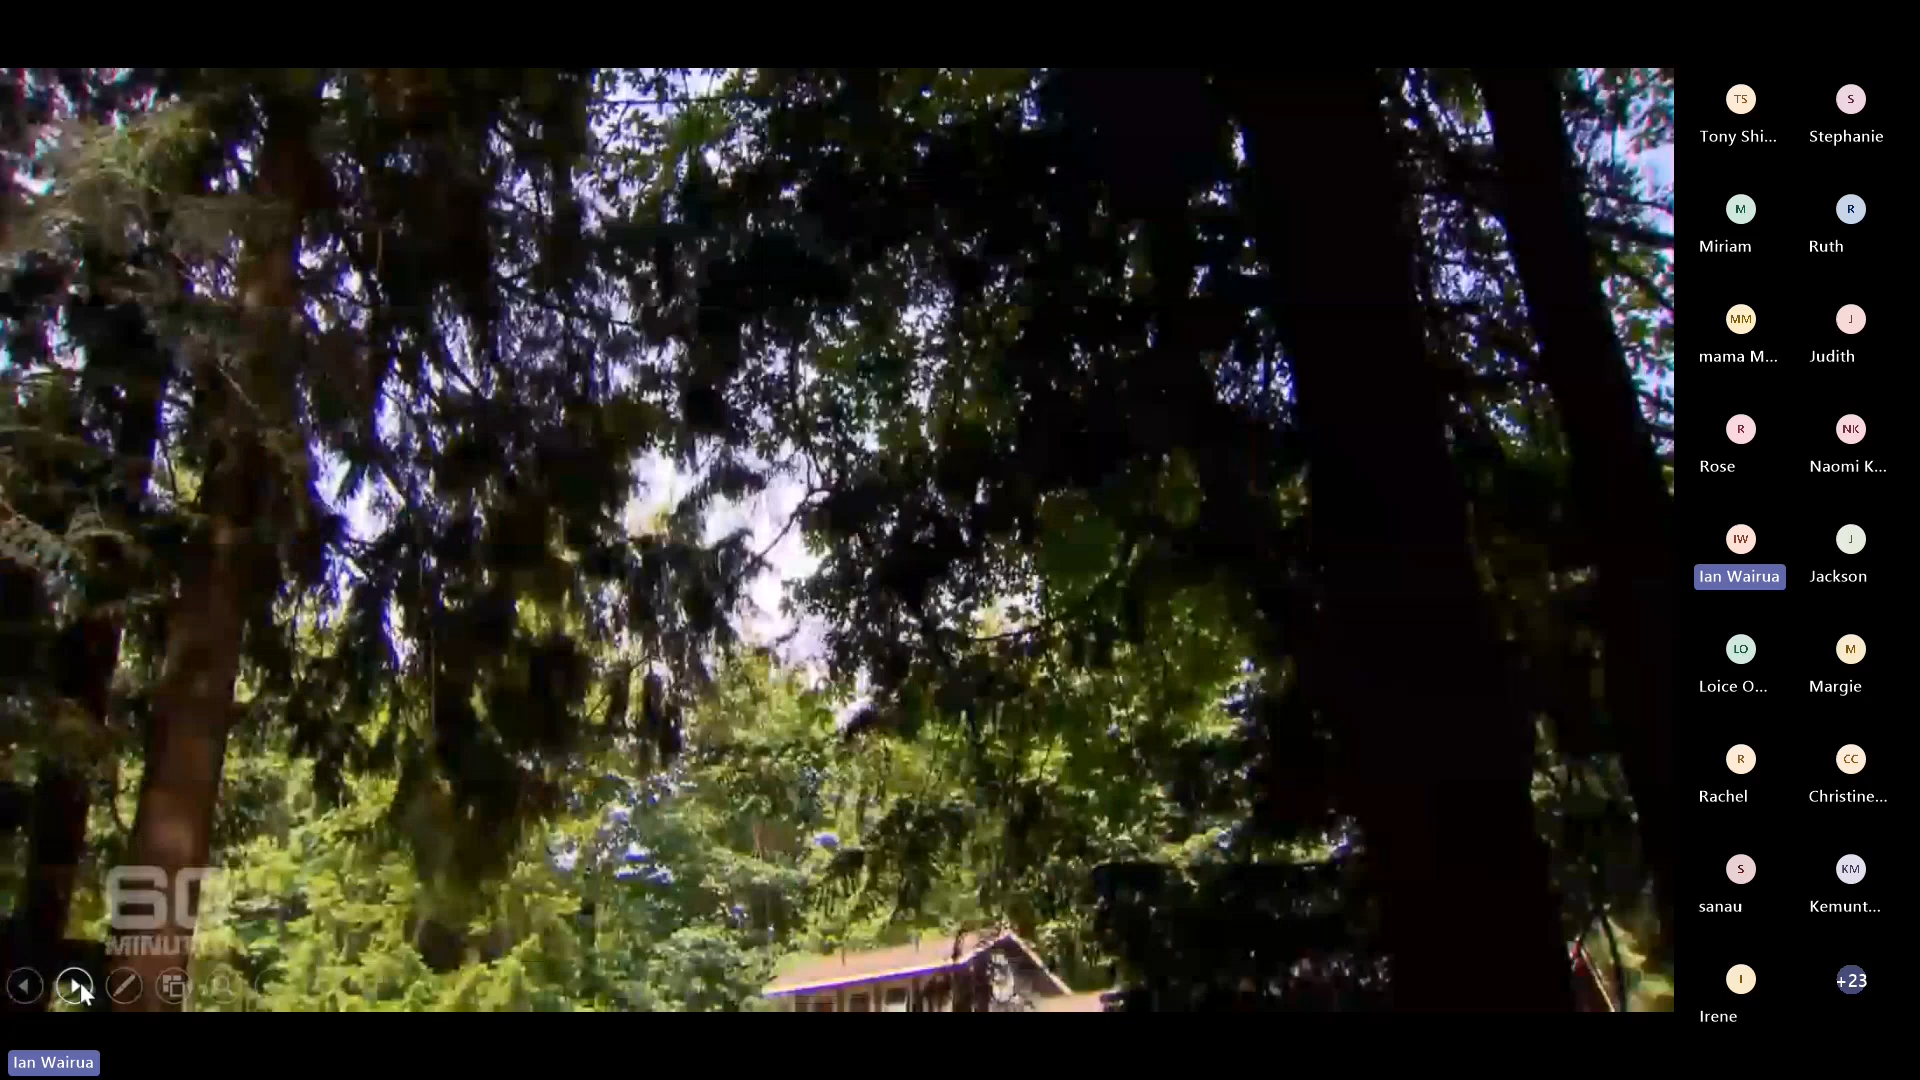 TS
S
Tony Shi...
Stephanie
M
R
Miriam
Ruth
MM
J
mama M...
Judith
R
NK
Rose
Naomi K...
IW
J
Ian Wairua
Jackson
LO
M
Loice O...
Margie
R
CC
Rachel
Christine...
S
KM
sanau
Kemunt...
I
+23
Irene
60
MINUT
Ian Wairua